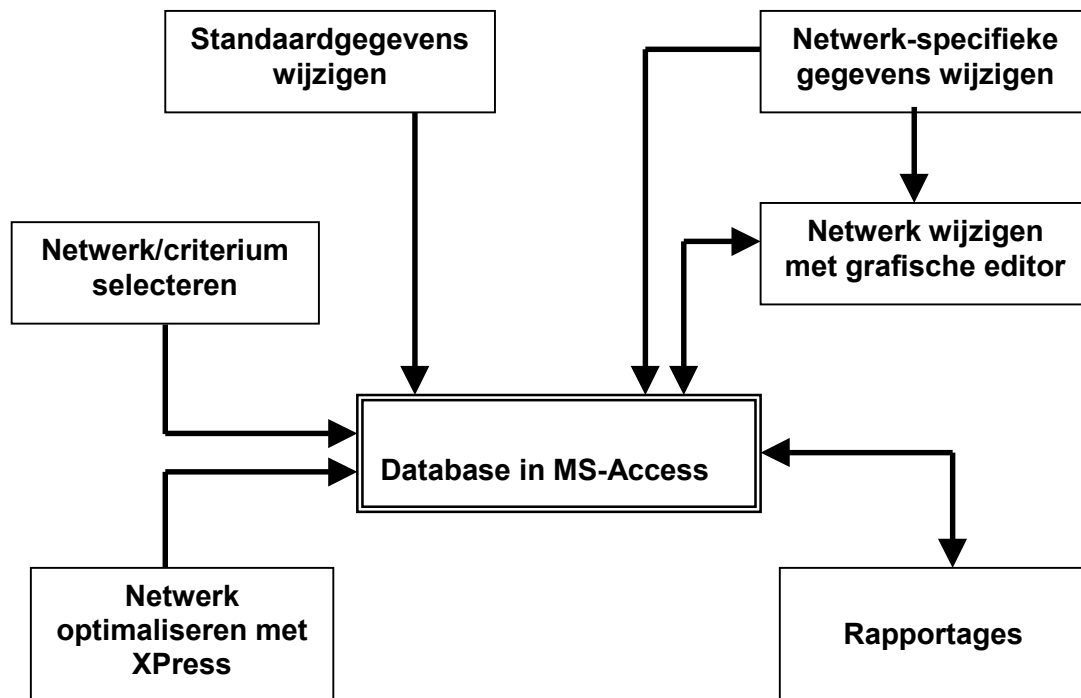 Standaardgegevens
wijzigen
Netwerk-specifieke
gegevens wijzigen
Netwerk/criterium
selecteren
Netwerk wijzigen
met grafische editor
Database in MS-Access
Netwerk
optimaliseren met
XPress
Rapportages